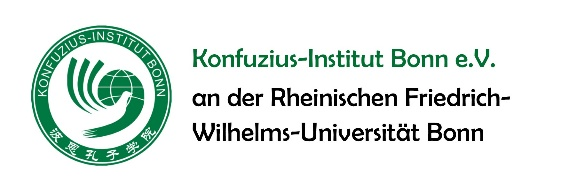 KONFUZIUS-INSTITUT BONN
波恩孔子学院
Konfuzius-Institut Bonn e.V.
an der Rheinischen Friedrich-
Wilhelms-Universität Bonn